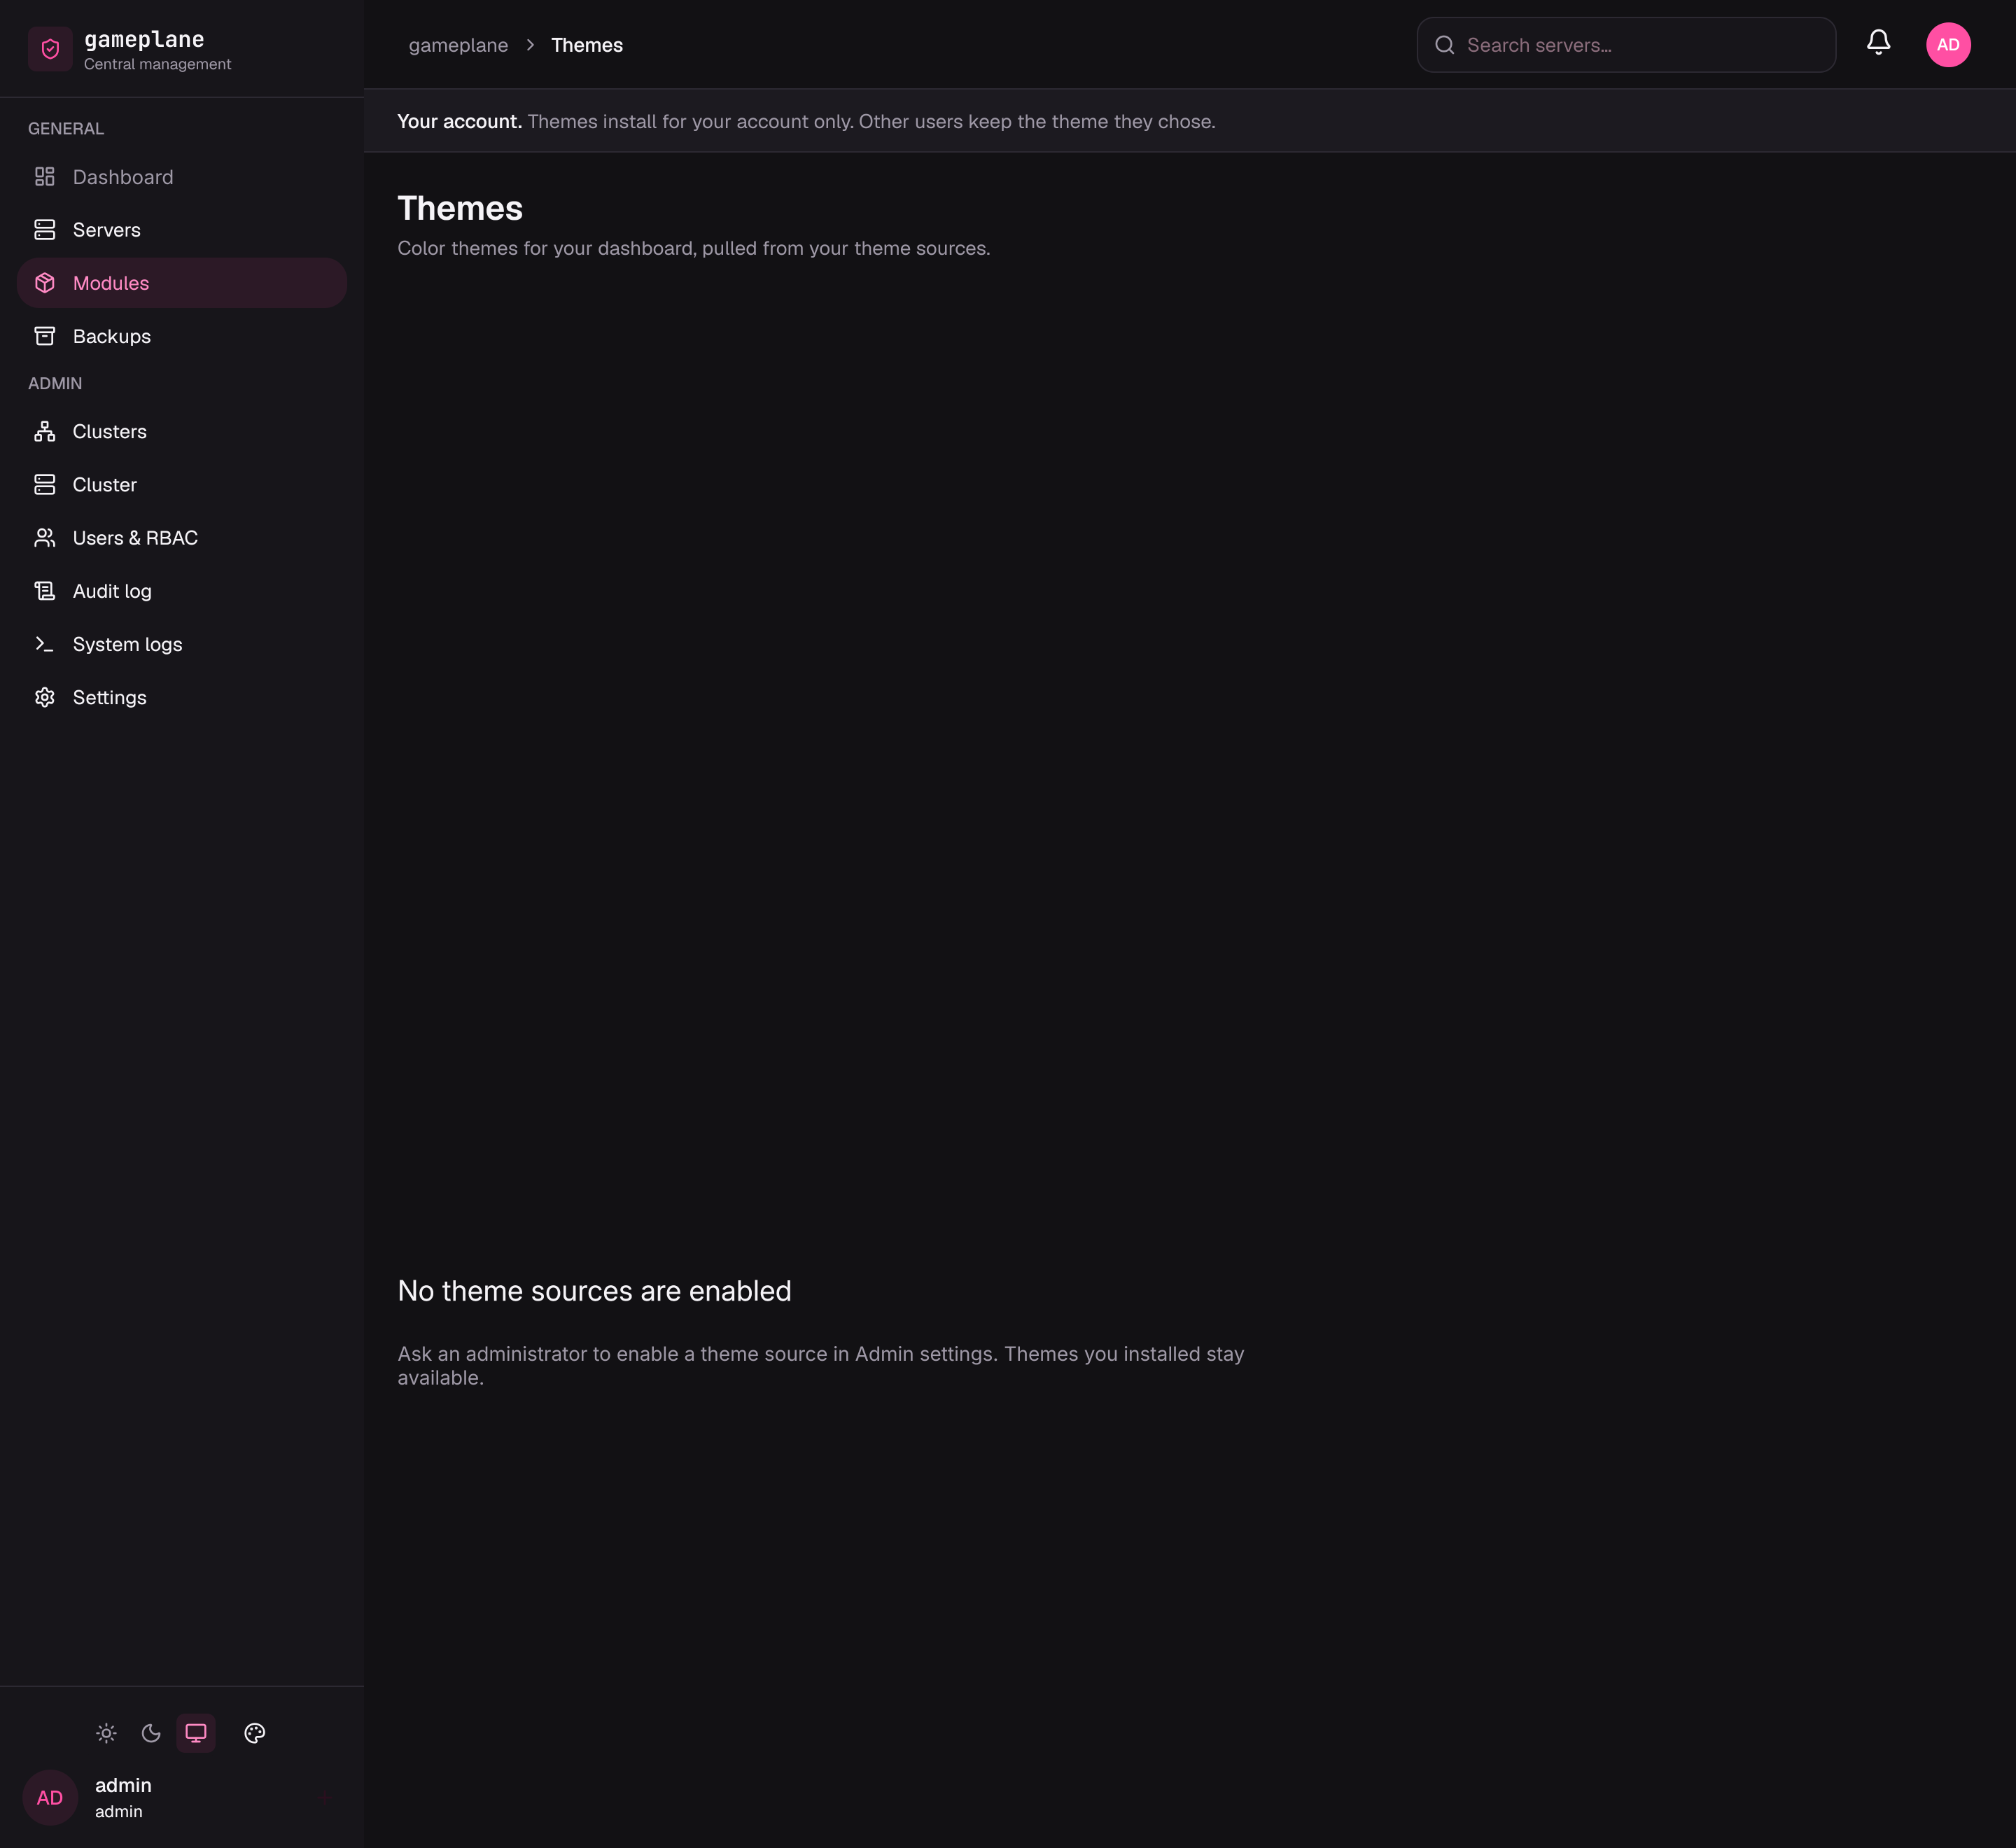 gameplane
Central management
GENERAL
Dashboard
Servers
Modules
Backups
ADMIN
Clusters
Cluster
Users & RBAC
Audit log
System logs
Settings
AD
admin
admin
gameplane > Themes
Search servers...
AD
Your account. Themes install for your account only. Other users keep the theme they chose.
Themes
Color themes for your dashboard, pulled from your theme sources.
No theme sources are enabled
Ask an administrator to enable a theme source in Admin settings. Themes you installed stay
available.